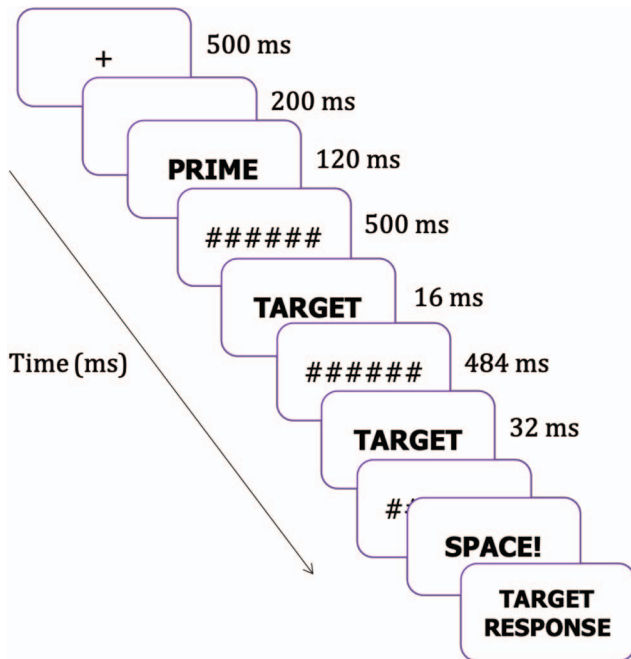 +
500 ms
200 ms
PRIME
120 ms
######
500 ms
TARGET
16 ms
Time (ms)
######
484 ms
TARGET
32 ms
##
SPACE!
TARGET
RESPONSE